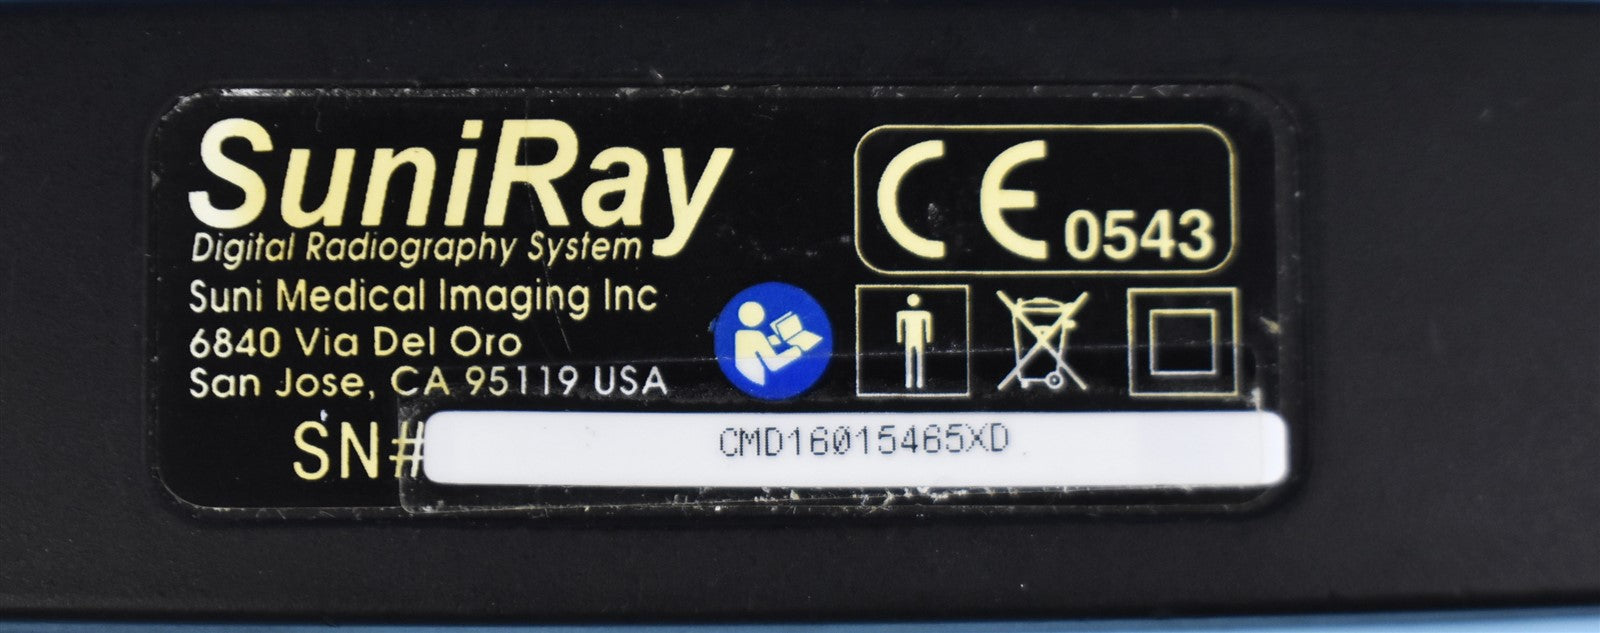 SuniRay
Digital Radiography System
Suni Medical Imaging Inc
6840 Via Del Oro
San Jose, CA 95119 USA
SN# CMD16015465XD
CE 0543